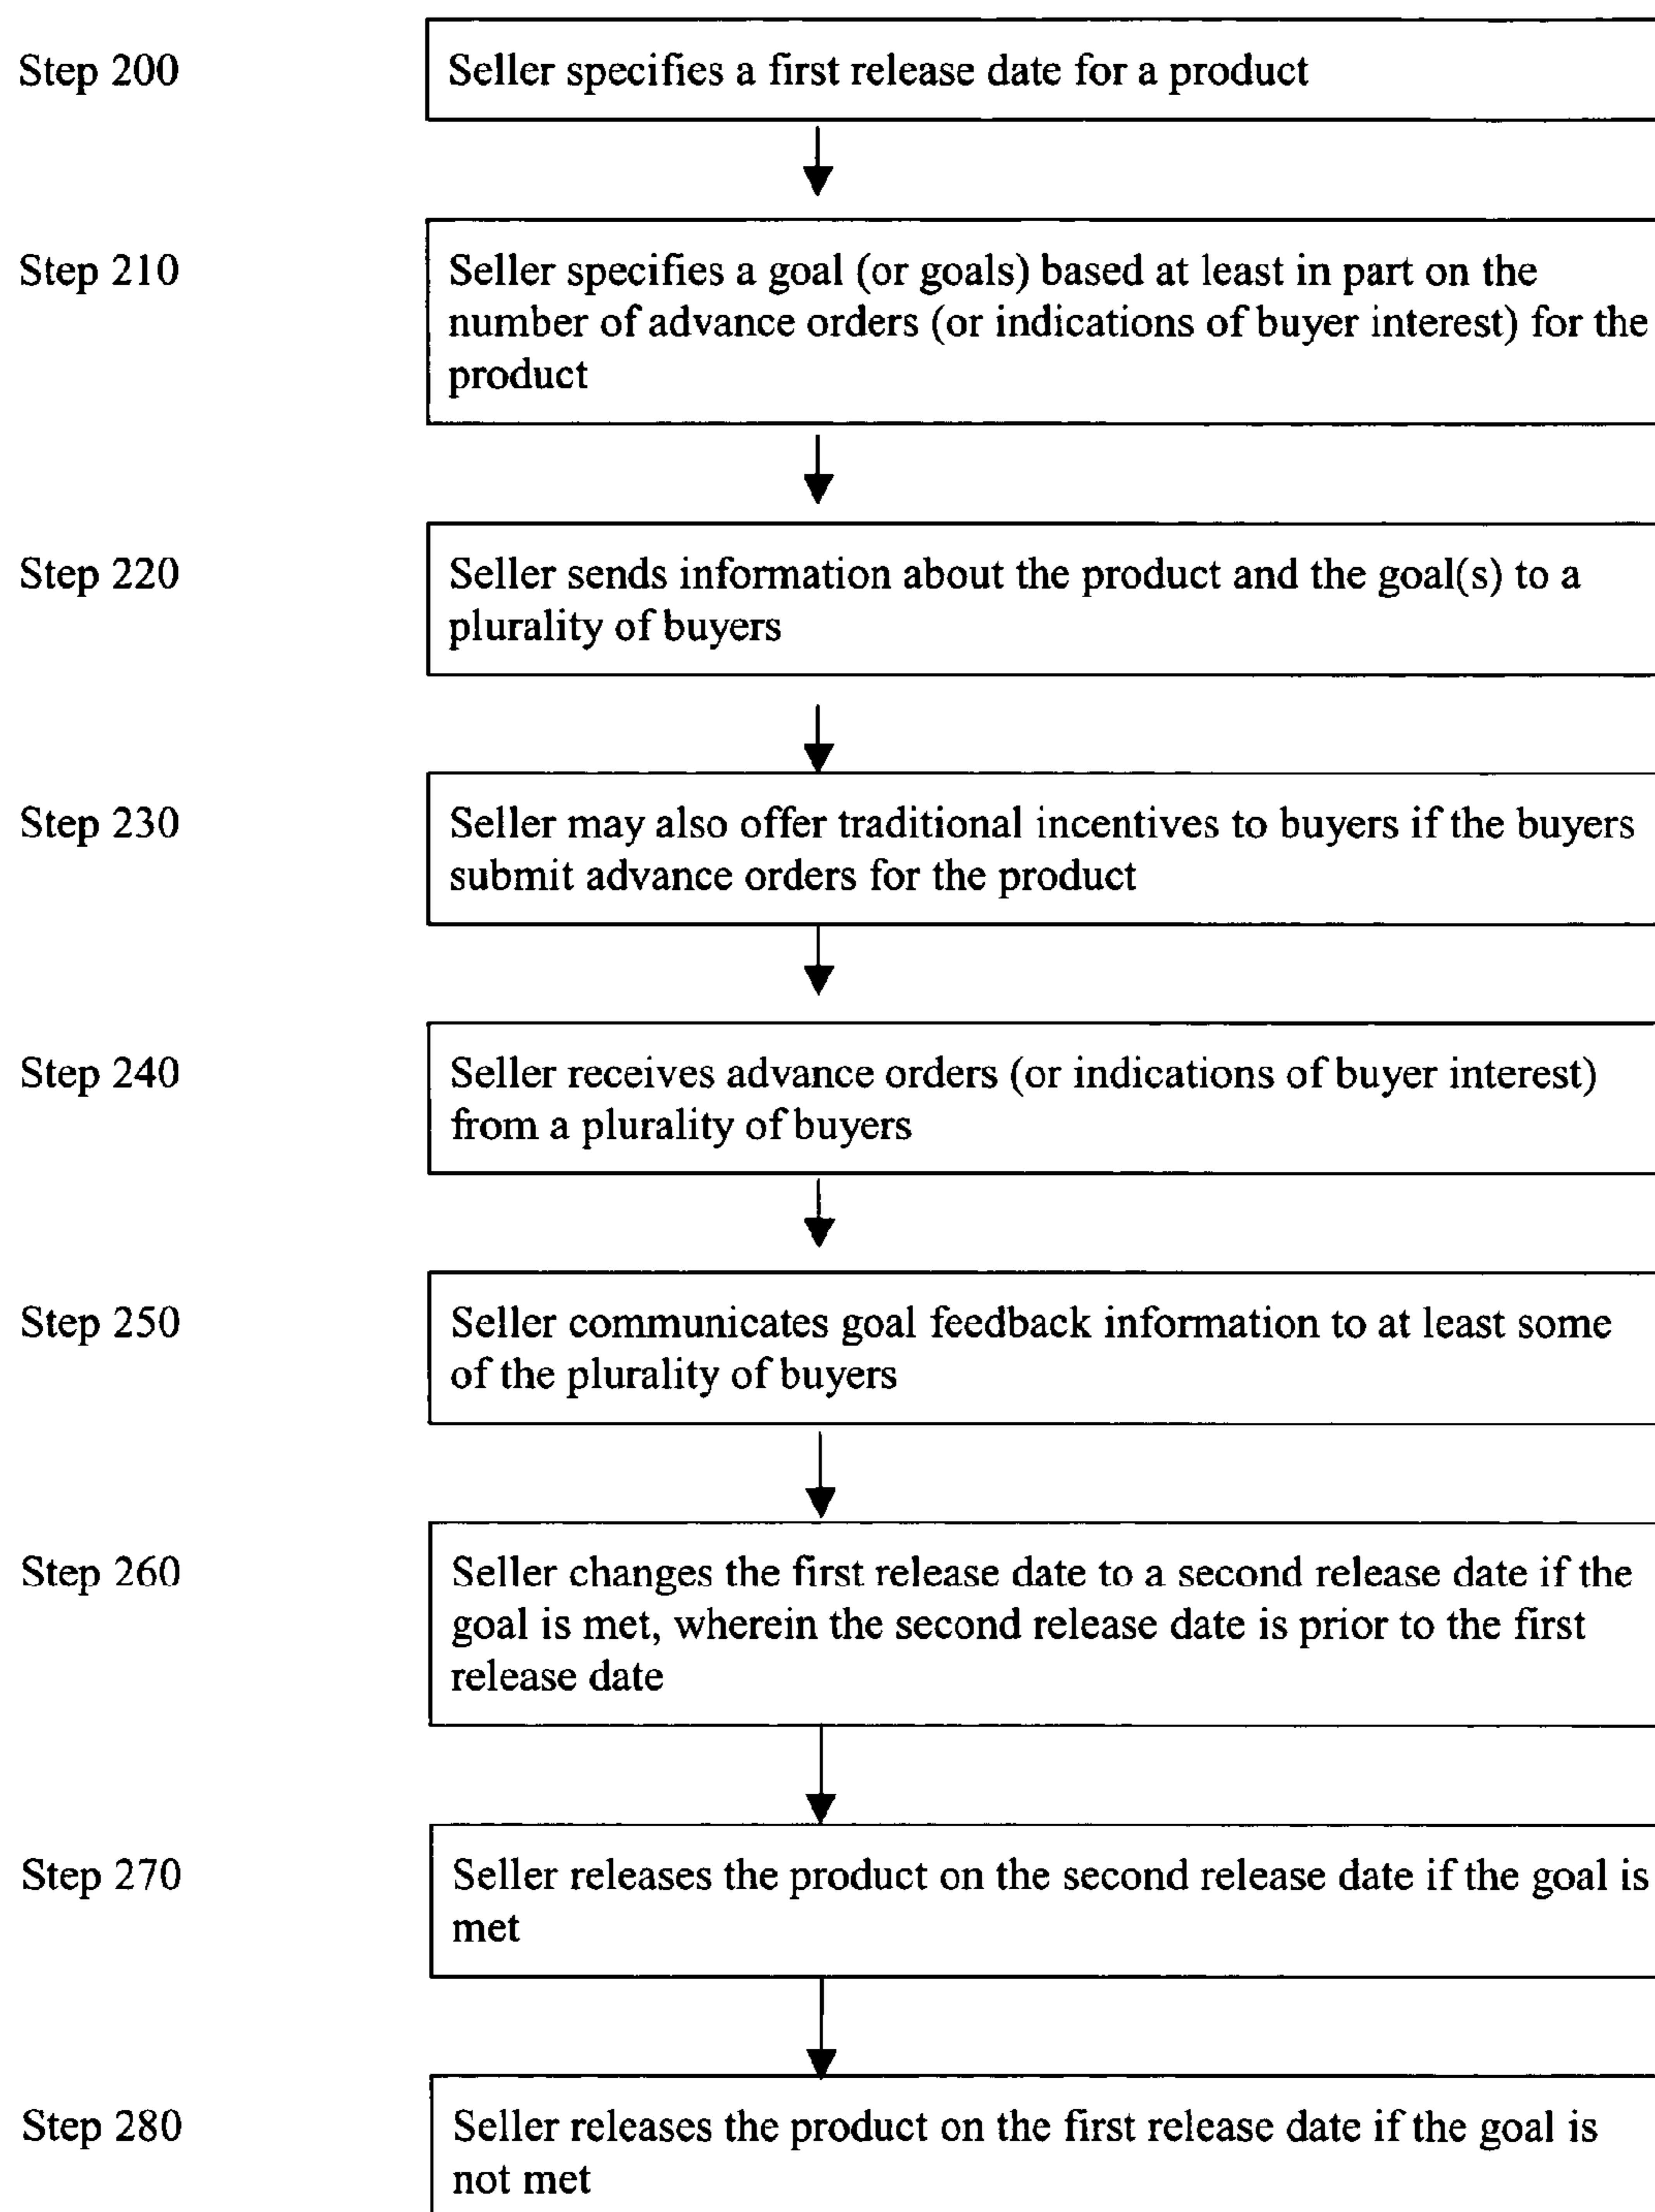 Step 200
Seller specifies a first release date for a product
Step 210
Seller specifies a goal (or goals) based at least in part on the
number of advance orders (or indications of buyer interest) for the
product
Step 220
Seller sends information about the product and the goal(s) to a
plurality of buyers
Step 230
Seller may also offer traditional incentives to buyers if the buyers
submit advance orders for the product
Step 240
Seller receives advance orders (or indications of buyer interest)
from a plurality of buyers
Step 250
Seller communicates goal feedback information to at least some
of the plurality of buyers
Step 260
Seller changes the first release date to a second release date if the
goal is met, wherein the second release date is prior to the first
release date
Step 270
Seller releases the product on the second release date if the goal is
met
Step 280
Seller releases the product on the first release date if the goal is
not met